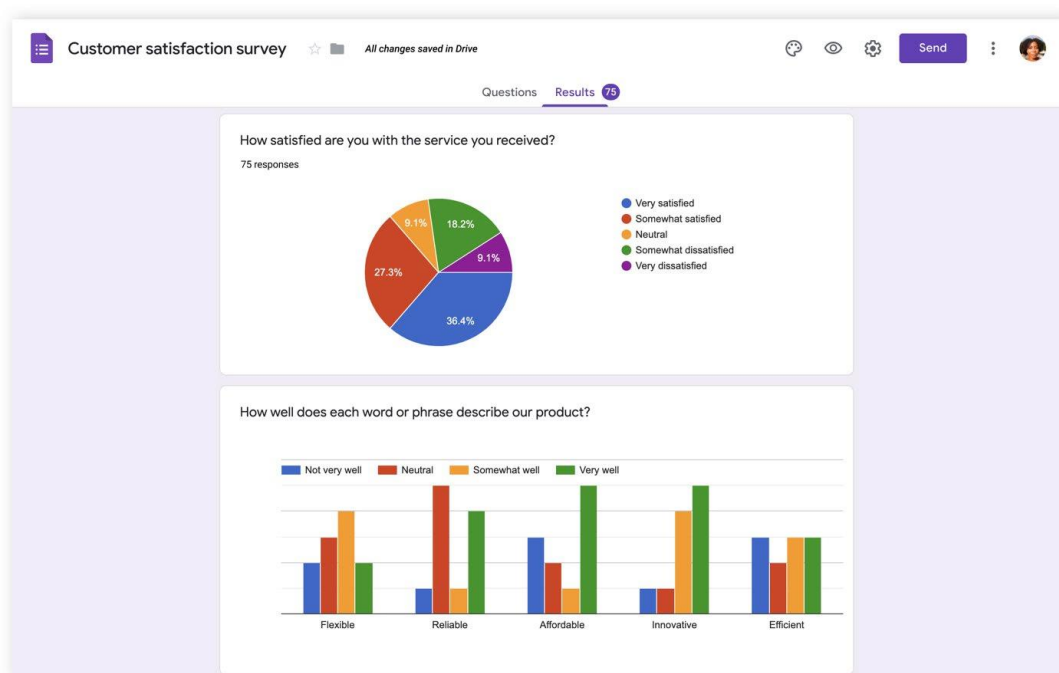 Customer satisfaction survey
All changes saved in Drive
Send
Questions
Results 75
How satisfied are you with the service you received?
75 responses
9.1%
18.2%
9.1%
27.3%
36.4%
Very satisfied
Somewhat satisfied
Neutral
Somewhat dissatisfied
Very dissatisfied
How well does each word or phrase describe our product?
Not very well
Neutral
Somewhat well
Very well
Flexible
Reliable
Affordable
Innovative
Efficient